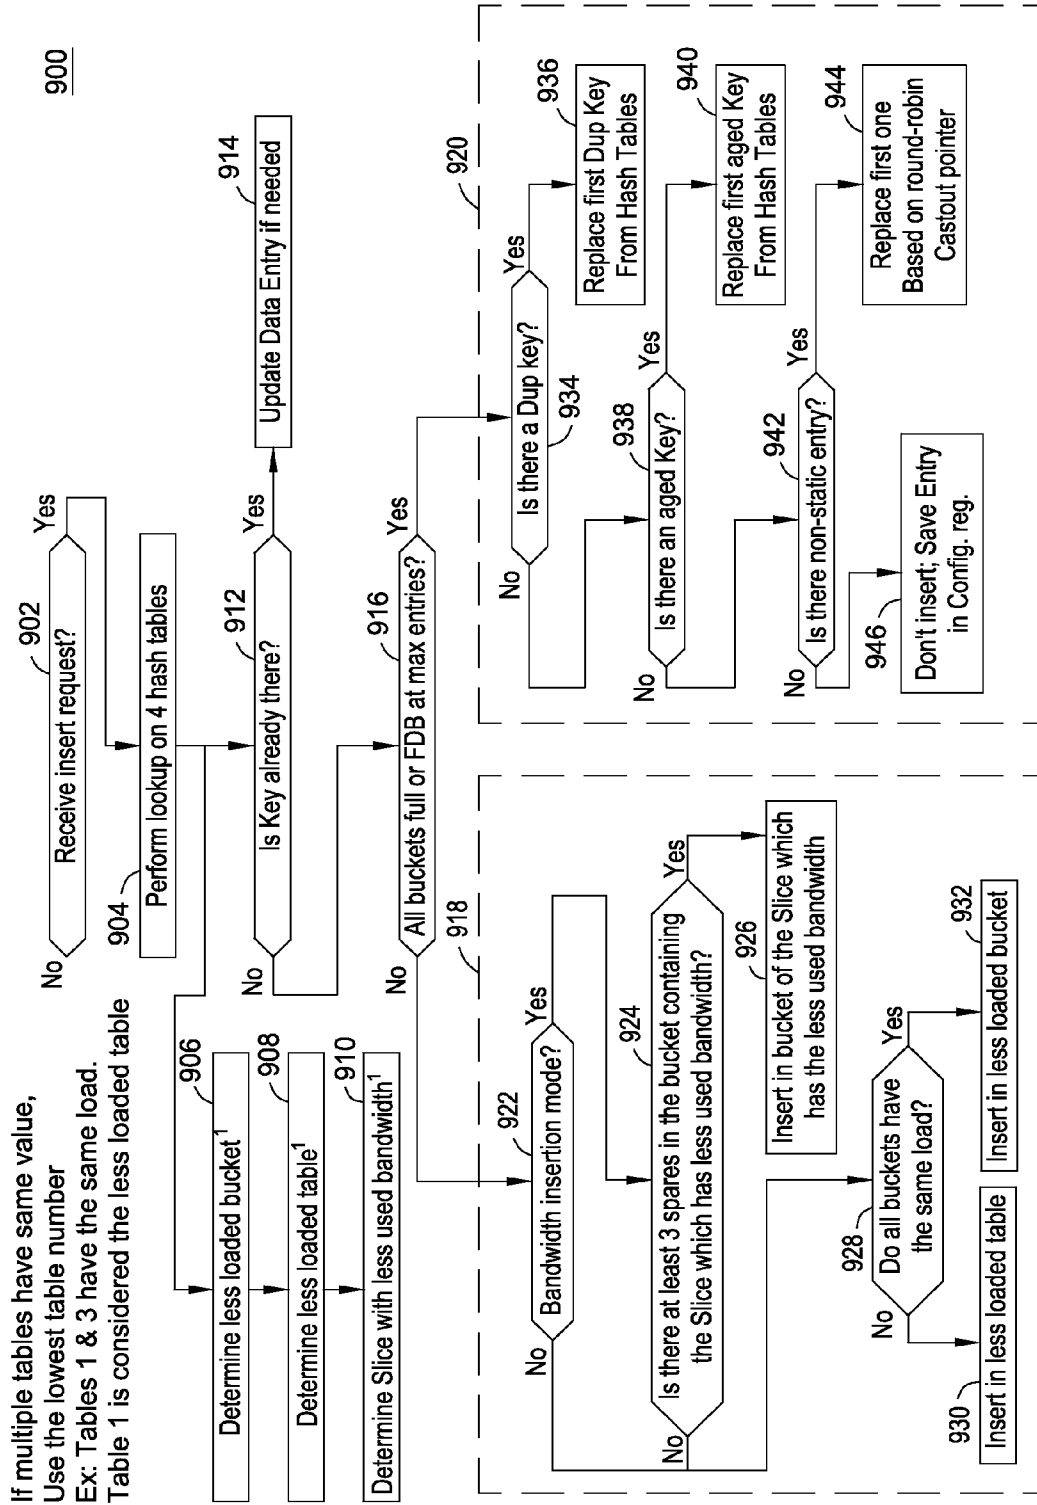 If multiple tables have same value,
Use the lowest table number
Ex: Tables 1 & 3 have the same load.
Table 1 is considered the less loaded table
900
902
Receive insert request?
No
Yes
904
Perform lookup on 4 hash tables
906
Determine less loaded bucket¹
908
Determine less loaded table¹
910
Determine Slice with less used bandwidth¹
912
Is Key already there?
No
Yes
914
Update Data Entry if needed
916
All buckets full or FDB at max entries?
No
Yes
918
922
Bandwidth insertion mode?
No
Yes
924
Is there at least 3 spares in the bucket containing
the Slice which has less used bandwidth?
No
Yes
926
Insert in bucket of the Slice which
has the less used bandwidth
928
Do all buckets have
the same load?
No
Yes
930
Insert in less loaded table
932
Insert in less loaded bucket
920
Is there a Dup key?
934
No
Yes
936
Replace first Dup Key
From Hash Tables
938
Is there an aged Key?
No
Yes
940
Replace first aged Key
From Hash Tables
942
Is there non-static entry?
No
Yes
944
Replace first one
Based on round-robin
Castout pointer
946
Don't insert; Save Entry
in Config. reg.